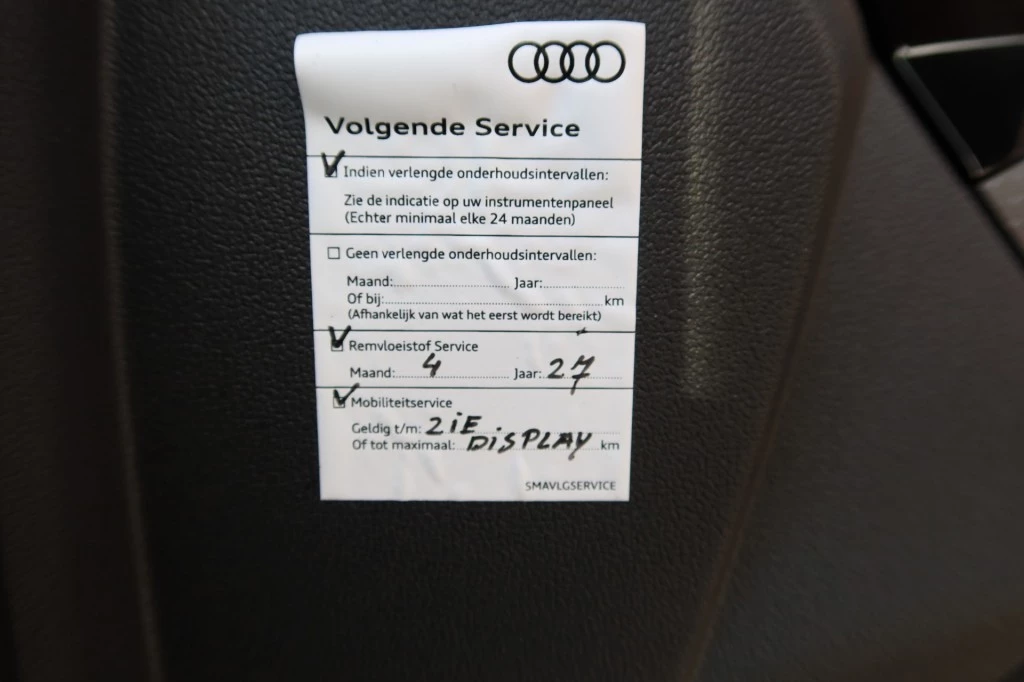 Volgende Service
Indien verlengde onderhoudsintervallen:
Zie de indicatie op uw instrumentenpaneel
(Echter minimaal elke 24 maanden)
Geen verlengde onderhoudsintervallen:
Maand:........................ Jaar:........................
Of bij:................................................ km
(Afhankelijk van wat het eerst wordt bereikt)
Remvloeistof Service
Maand: 4 Jaar: 27
Mobiliteitservice
Geldig t/m: ZiE
Of tot maximaal: DiSPLAY km
SMAVLGSERVICE